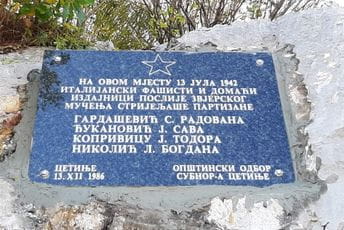 НА ОВОМ МЈЕСТУ 13 ЈУЛА 1942
ИТАЛИЈАНСКИ ФАШИСТИ И ДОМАЋИ
ИЗДАЈНИЦИ ПОСЛИЈЕ ЗВЈЕРСКОГ
МУЧЕЊА СТРИЈЕЉАШЕ ПАРТИЗАНЕ
ГАРДАШЕВИЋ С. РАДОВАНА
ЂУКАНОВИЋ Ј. САВА
КОПРИВИЦУ Ј. ТОДОРА
НИКОЛИЋ Л. БОГДАНА
ЦЕТИЊЕ ОПШТИНСКИ ОДБОР
13. XII 1986 СУБНОР-А ЦЕТИЊЕ